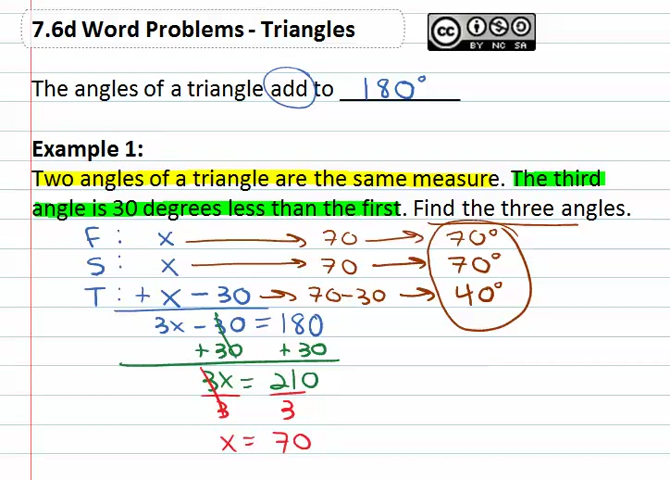 7.6d Word Problems - Triangles
cc BY NC SA
The angles of a triangle add to 180°
Example 1:
Two angles of a triangle are the same measure. The third
angle is 30 degrees less than the first. Find the three angles.
F: x → 70 → 70°
S: x → 70 → 70°
T: + x - 30 → 70-30 → 40°
3x - 30 = 180
+30 +30
3x = 210
3 3
x = 70